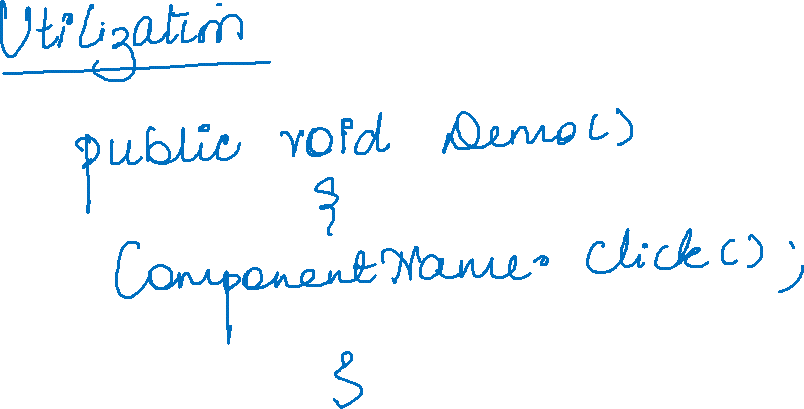 Utilization
public void Demo()
{
ComponentName. click();
}